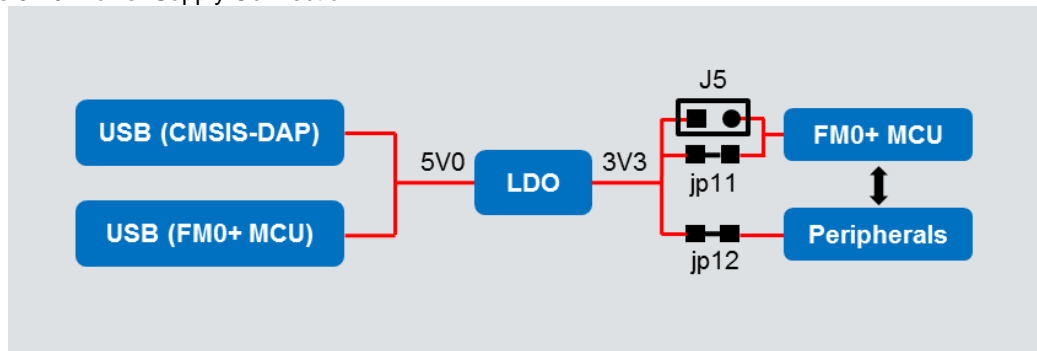 J5
USB (CMSIS-DAP)
FM0+ MCU
5V0
3V3
LDO
jp11
USB (FM0+ MCU)
Peripherals
jp12